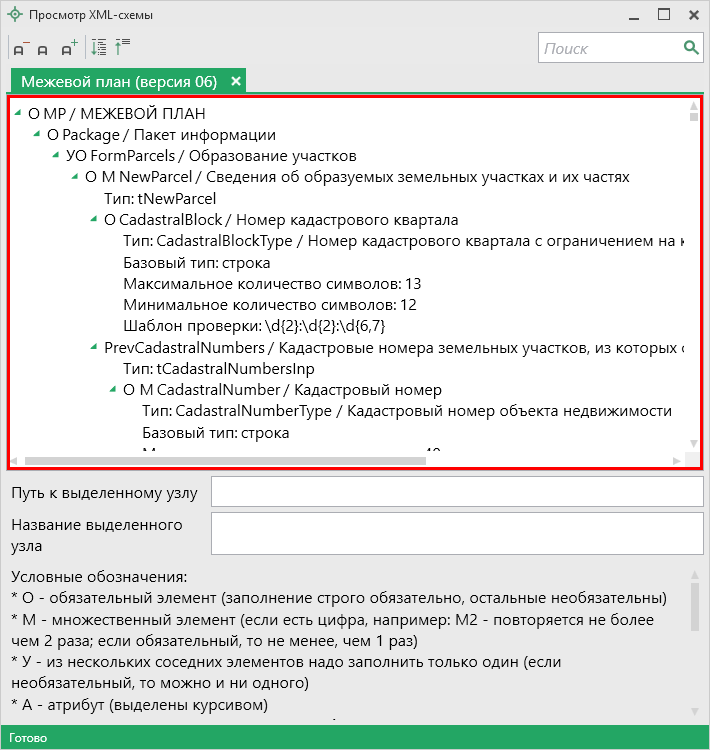 Просмотр XML-схемы
Поиск
Межевой план (версия 06)
О МР / МЕЖЕВОЙ ПЛАН
О Package / Пакет информации
УО FormParcels / Образование участков
О М NewParcel / Сведения об образуемых земельных участках и их частях
Тип: tNewParcel
О CadastralBlock / Номер кадастрового квартала
Тип: CadastralBlockType / Номер кадастрового квартала с ограничением на
Базовый тип: строка
Максимальное количество символов: 13
Минимальное количество символов: 12
Шаблон проверки: \d{2}:\d{2}:\d{6,7}
PrevCadastralNumbers / Кадастровые номера земельных участков, из которых
Тип: tCadastralNumbersInp
О М CadastralNumber / Кадастровый номер
Тип: CadastralNumberType / Кадастровый номер объекта недвижимости
Базовый тип: строка
Путь к выделенному узлу
Название выделенного
узла
Условные обозначения:
* О - обязательный элемент (заполнение строго обязательно, остальные необязательны)
* М - множественный элемент (если есть цифра, например: М2 - повторяется не более
чем 2 раза; если обязательный, то не менее, чем 1 раз)
* У - из нескольких соседних элементов надо заполнить только один (если
необязательный, то можно и ни одного)
* А - атрибут (выделены курсивом)
Готово